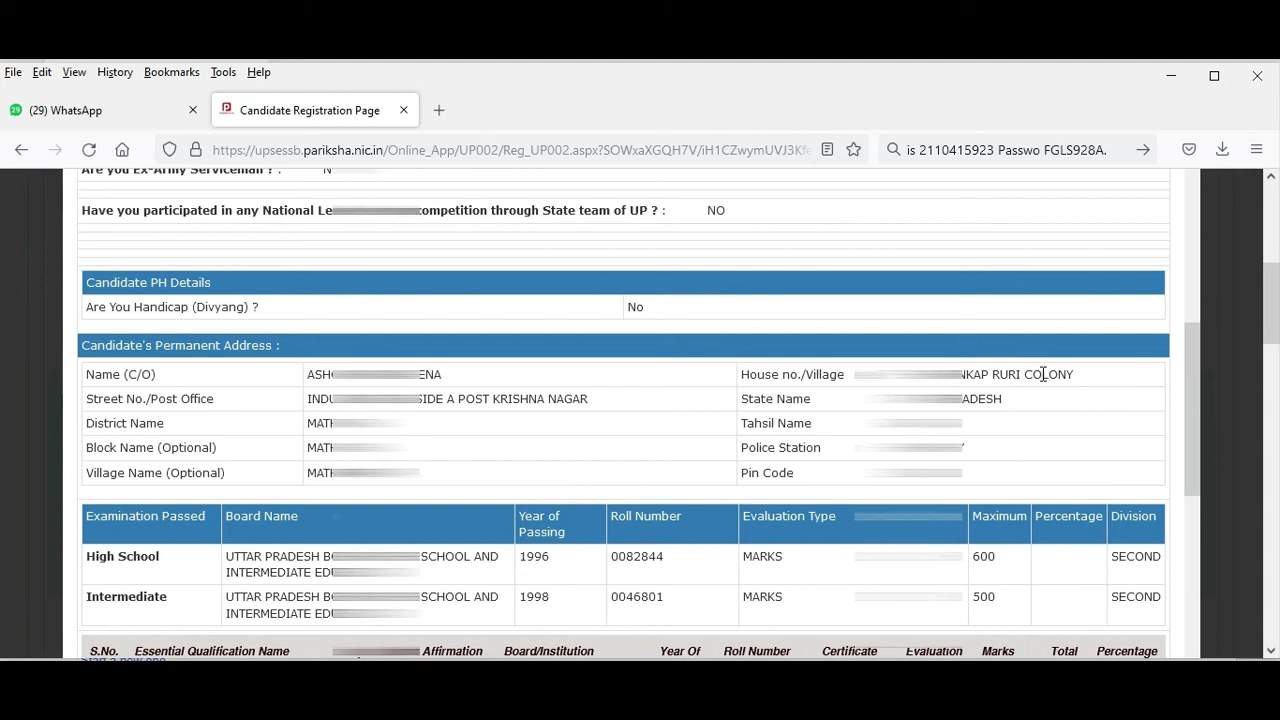 File Edit View History Bookmarks Tools Help
29 (29) WhatsApp Candidate Registration Page
https://upsessb.pariksha.nic.in/Online_App/UP002/Reg_UP002.aspx?SOWxaXGQH7V/iH1CZwymUVJ3Kfe is 2110415923 Passwo FGLS928A.
Are you Ex-Army Serviceman ? : N
Have you participated in any National Le competition through State team of UP ? : NO
Candidate PH Details
Are You Handicap (Divyang) ? No
Candidate's Permanent Address :
Name (C/O) ASH ENA House no./Village NKAP RURI COLONY
Street No./Post Office INDU SIDE A POST KRISHNA NAGAR State Name ADESH
District Name MATH Tahsil Name
Block Name (Optional) MATH Police Station
Village Name (Optional) MATH Pin Code
Examination Passed Board Name Year of Passing Roll Number Evaluation Type Maximum Percentage Division
High School UTTAR PRADESH B SCHOOL AND 1996 0082844 MARKS 600 SECOND
INTERMEDIATE EDU
Intermediate UTTAR PRADESH B SCHOOL AND 1998 0046801 MARKS 500 SECOND
INTERMEDIATE EDU
S.No. Essential Qualification Name Affirmation Board/Institution Year Of Roll Number Certificate Evaluation Marks Total Percentage